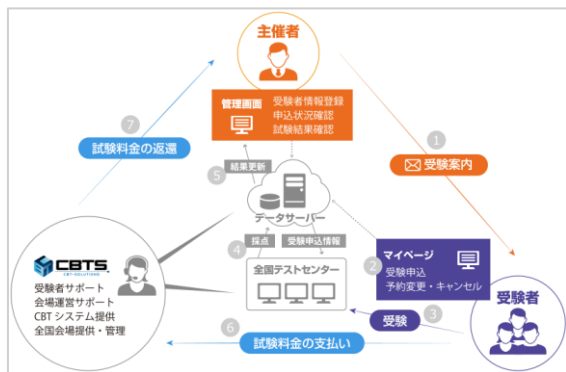 主催者
管理画面
受験者情報登録
申込状況確認
試験結果確認
7
試験料金の返還
1
受験案内
5
結果更新
データサーバー
4
採点
受験申込情報
2
マイページ
受験申込
予約変更・キャンセル
CBTS
CBT-SOLUTIONS
受験者サポート
会場運営サポート
CBTシステム提供
全国会場提供・管理
全国テストセンター
受験者
3
受験
6
試験料金の支払い